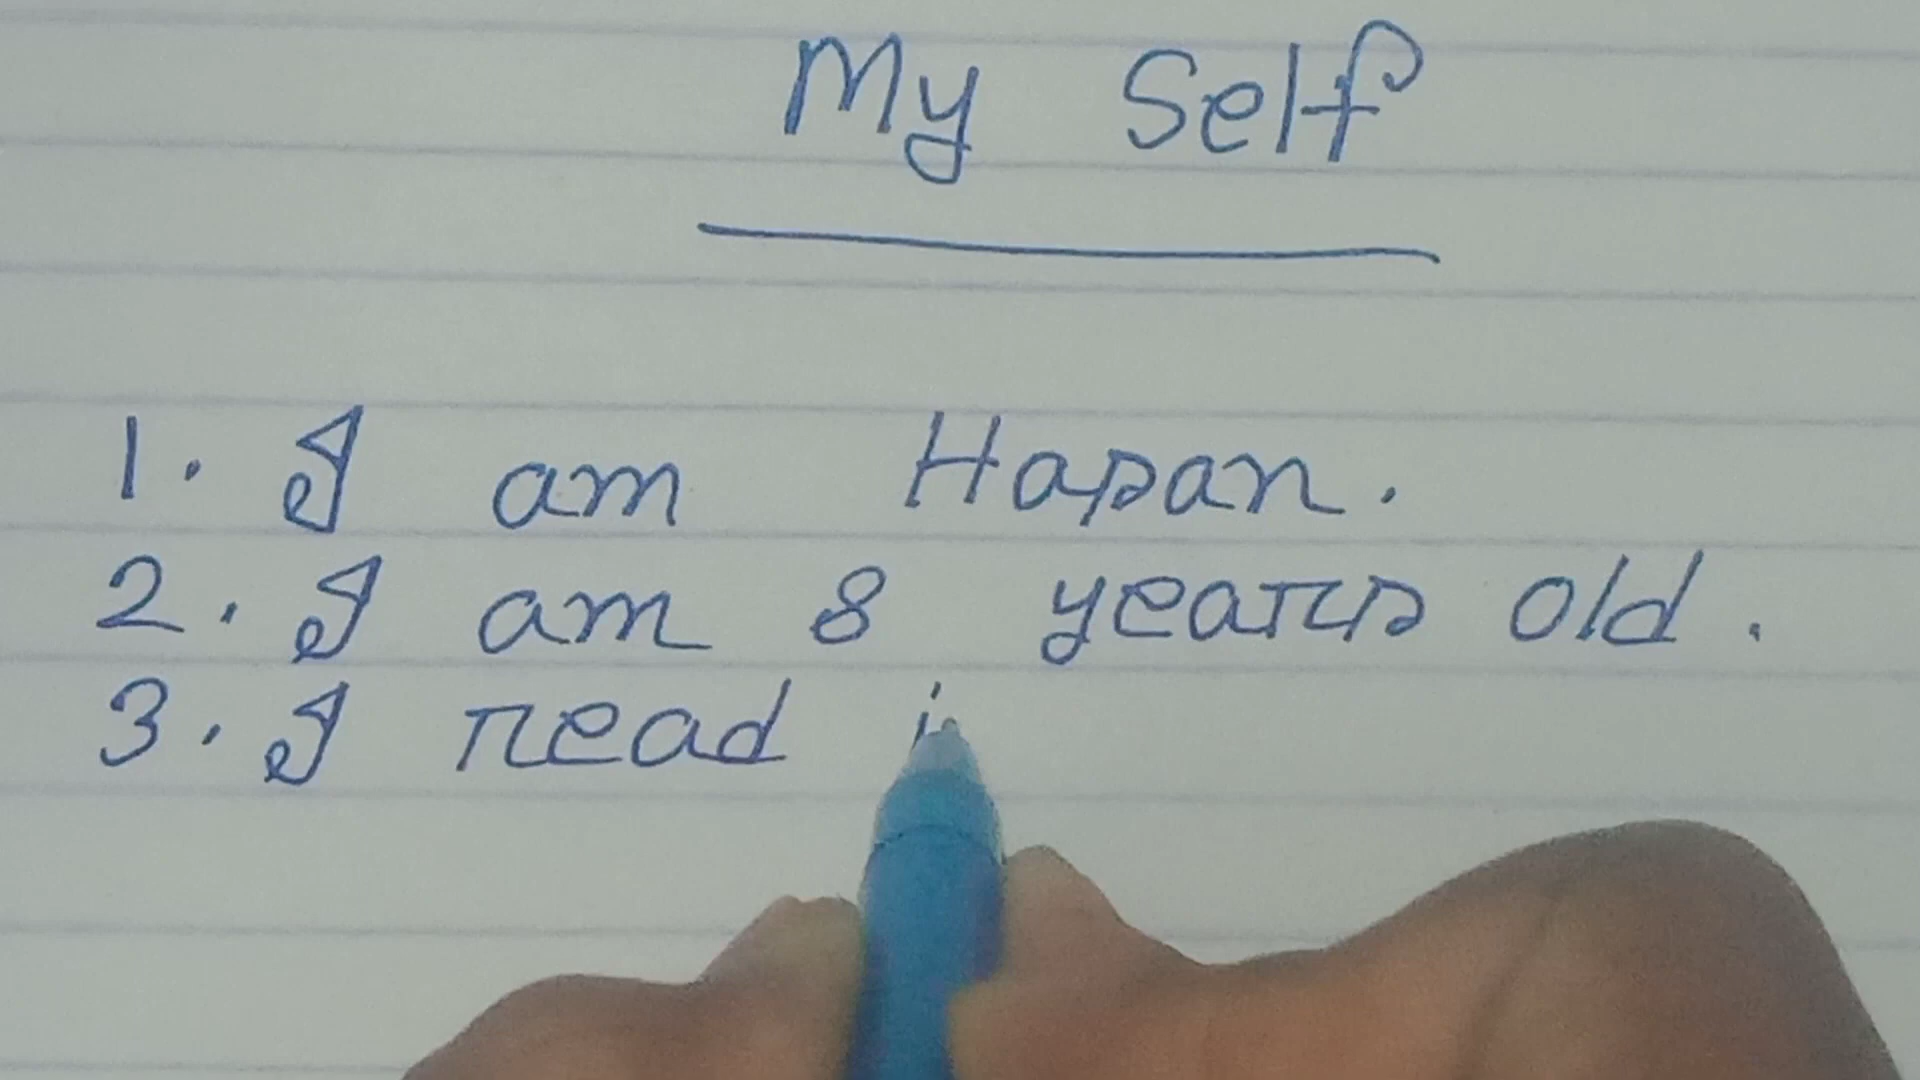 My Self
1. I am Hasan.
2. I am 8 years old.
3. I read i